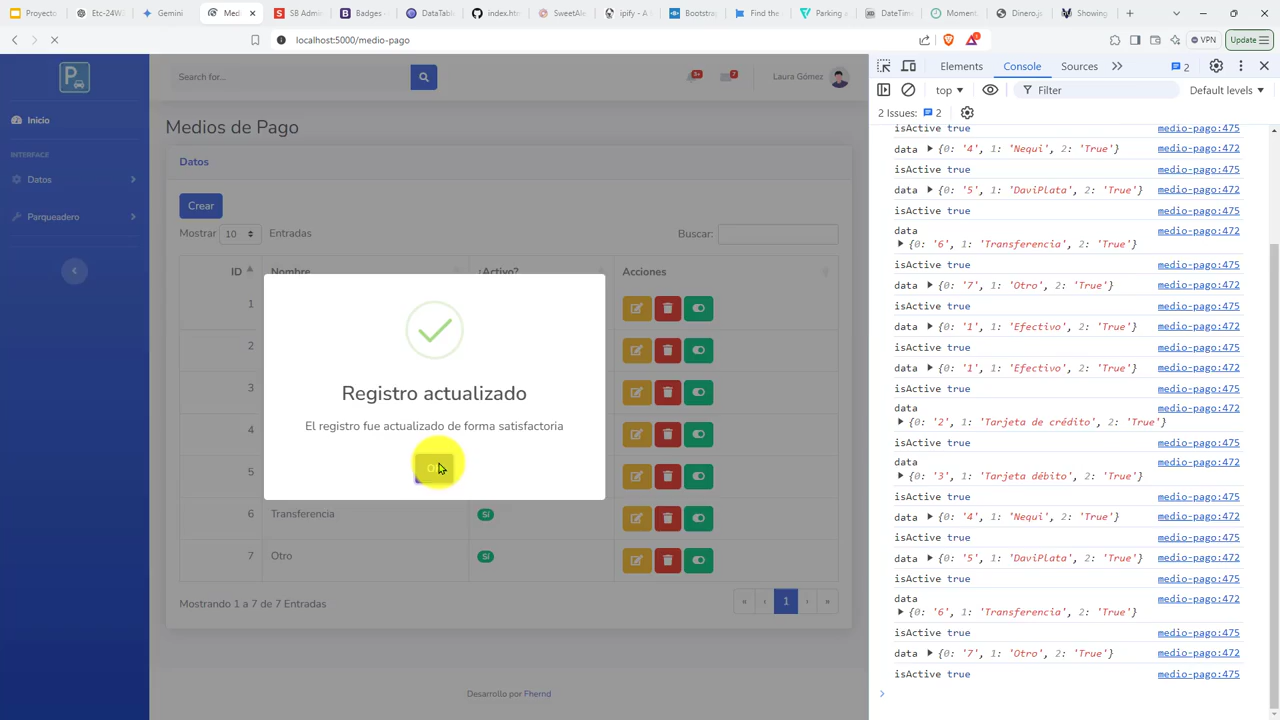 Proyecto
Etc-24W
Gemini
Medi
SB Admi
Badges -
DataTabl
index.htm
SweetAle
ipify - A
Bootstrap
Find the
Parking
DateTime
Moment
Dinero.js
Showing
localhost:5000/medio-pago
VPN
Update
Search for...
Laura Gómez
Inicio
INTERFACE
Datos
Parqueadero
Medios de Pago
Datos
Crear
Mostrar 10 Entradas
Buscar:
ID Nombre ¿Activo? Acciones
1
2
3
4
5
6 Transferencia Sí
7 Otro Sí
Registro actualizado
El registro fue actualizado de forma satisfactoria
Mostrando 1 a 7 de 7 Entradas
« ‹ 1 › »
Desarrollo por Fhernd
Elements Console Sources 2
top Filter Default levels
2 Issues: 2
isActive true medio-pago:475
data {0: '4', 1: 'Nequi', 2: 'True'} medio-pago:472
isActive true medio-pago:475
data {0: '5', 1: 'DaviPlata', 2: 'True'} medio-pago:472
isActive true medio-pago:475
data medio-pago:472
{0: '6', 1: 'Transferencia', 2: 'True'}
isActive true medio-pago:475
data {0: '7', 1: 'Otro', 2: 'True'} medio-pago:472
isActive true medio-pago:475
data {0: '1', 1: 'Efectivo', 2: 'True'} medio-pago:472
isActive true medio-pago:475
data {0: '1', 1: 'Efectivo', 2: 'True'} medio-pago:472
isActive true medio-pago:475
data medio-pago:472
{0: '2', 1: 'Tarjeta de crédito', 2: 'True'}
isActive true medio-pago:475
data medio-pago:472
{0: '3', 1: 'Tarjeta débito', 2: 'True'}
isActive true medio-pago:475
data {0: '4', 1: 'Nequi', 2: 'True'} medio-pago:472
isActive true medio-pago:475
data {0: '5', 1: 'DaviPlata', 2: 'True'} medio-pago:472
isActive true medio-pago:475
data medio-pago:472
{0: '6', 1: 'Transferencia', 2: 'True'}
isActive true medio-pago:475
data {0: '7', 1: 'Otro', 2: 'True'} medio-pago:472
isActive true medio-pago:475